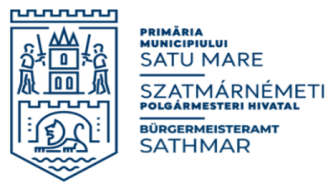 PRIMĂRIA
MUNICIPIULUI
SATU MARE
SZATMÁRNÉMETI
POLGÁRMESTERI HIVATAL
BÜRGERMEISTERAMT
SATHMAR